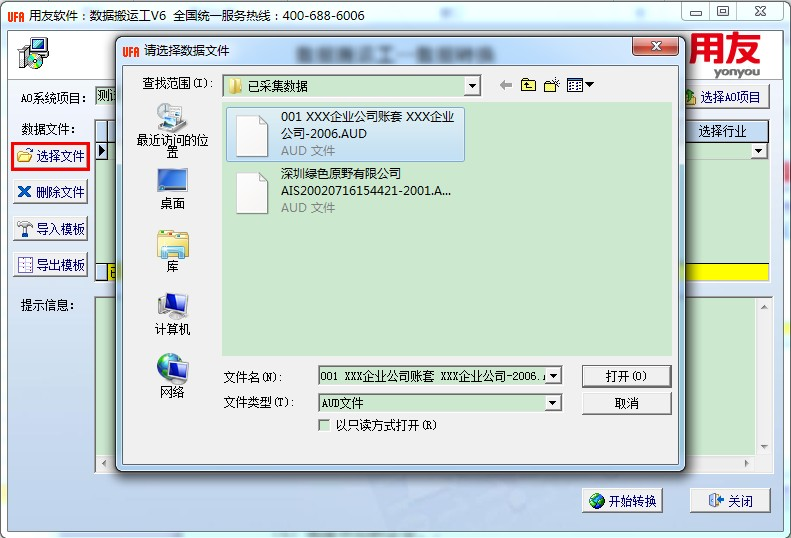 UFA 用友软件：数据搬运工V6 全国统一服务热线：400-688-6006
数据搬运工—数据转换
用友
yonyou
AO系统项目：
选择AO项目
数据文件：
选择行业
选择文件
删除文件
导入模板
导出模板
提示信息：
UFA 请选择数据文件
查找范围(I)：
已采集数据
最近访问的位
置
桌面
库
计算机
网络
001 XXX企业公司账套 XXX企业
公司-2006.AUD
AUD 文件
深圳绿色原野有限公司
AIS20020716154421-2001.A...
AUD 文件
文件名(N)：
001 XXX企业公司账套 XXX企业公司-2006.
打开(O)
文件类型(T)：
AUD文件
取消
以只读方式打开(R)
开始转换
关闭